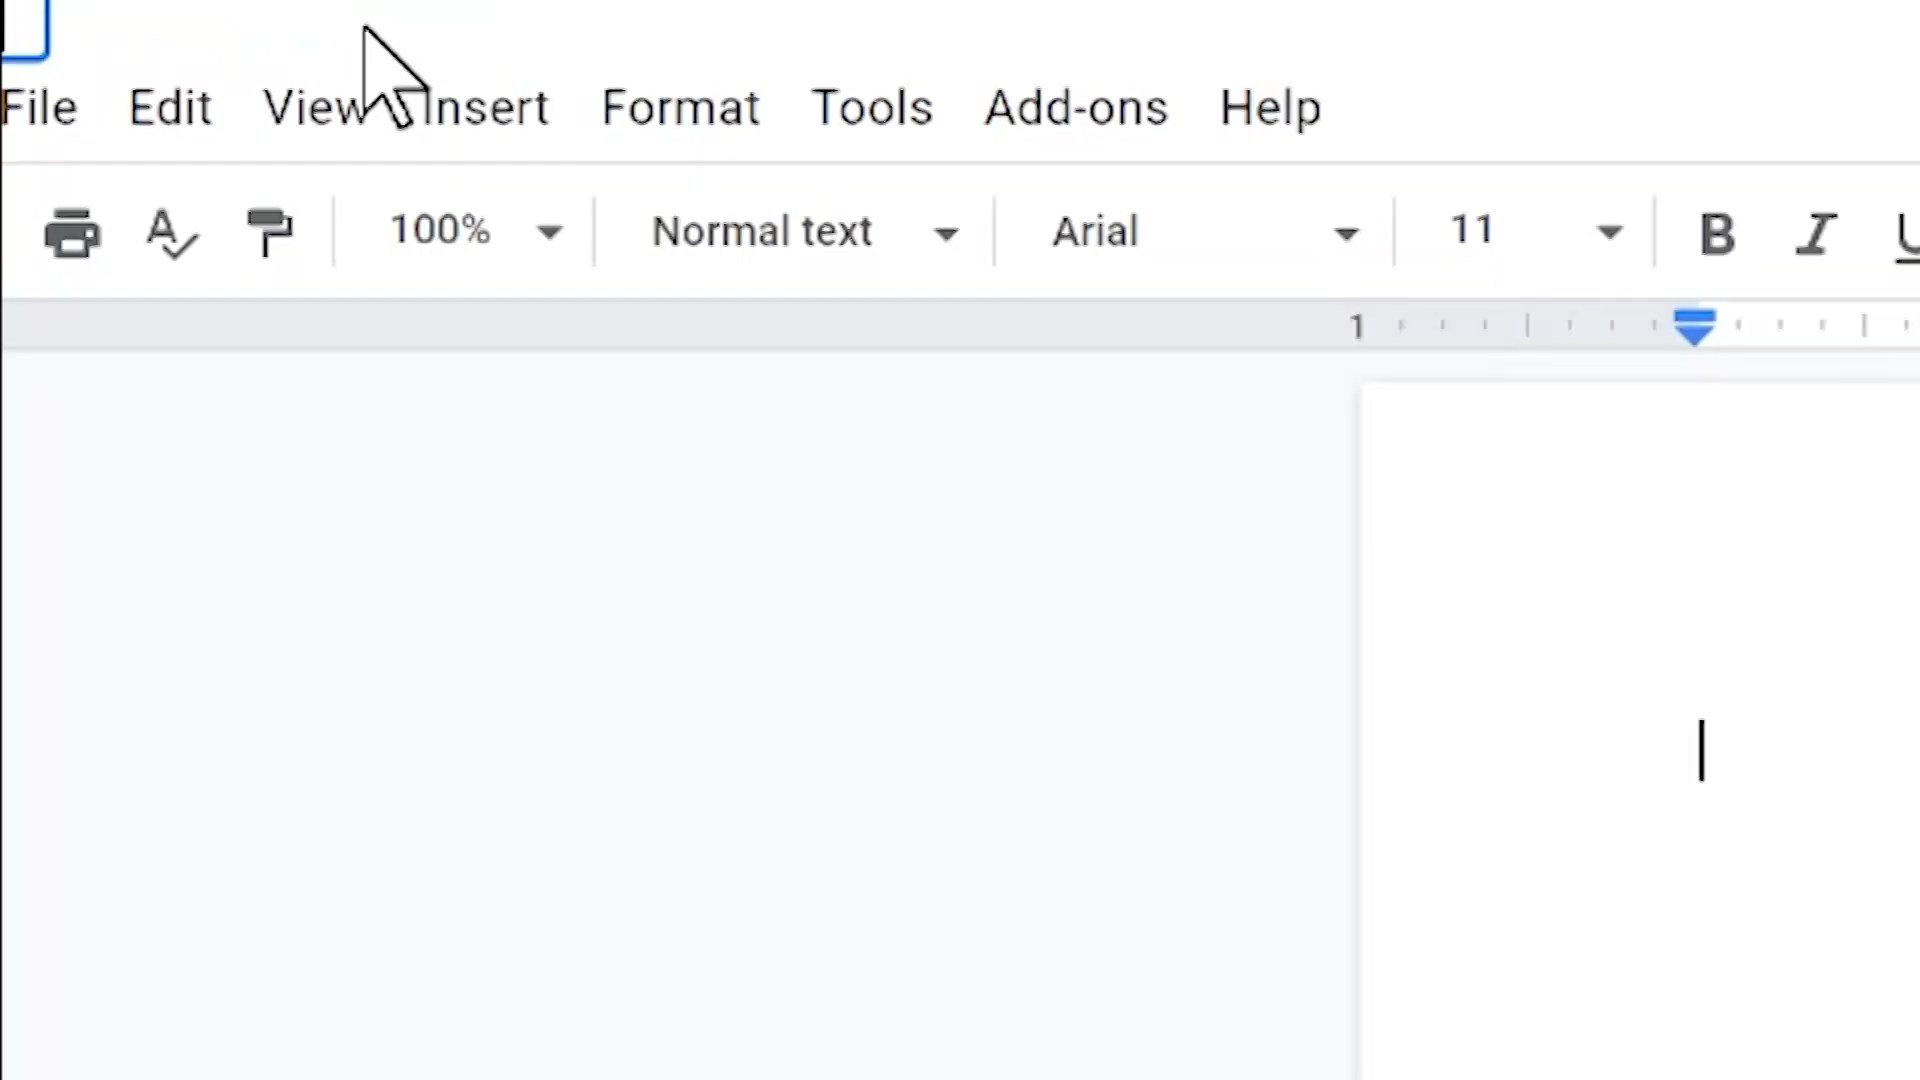 File Edit View Insert Format Tools Add-ons Help
100% Normal text Arial 11 B I U
1